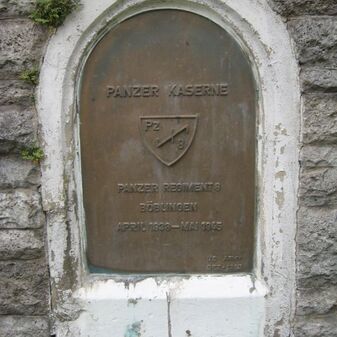 PANZER KASERNE
Pz
8
PANZER REGIMENT 8
BÖBLINGEN
APRIL 1938 — MAI 1945